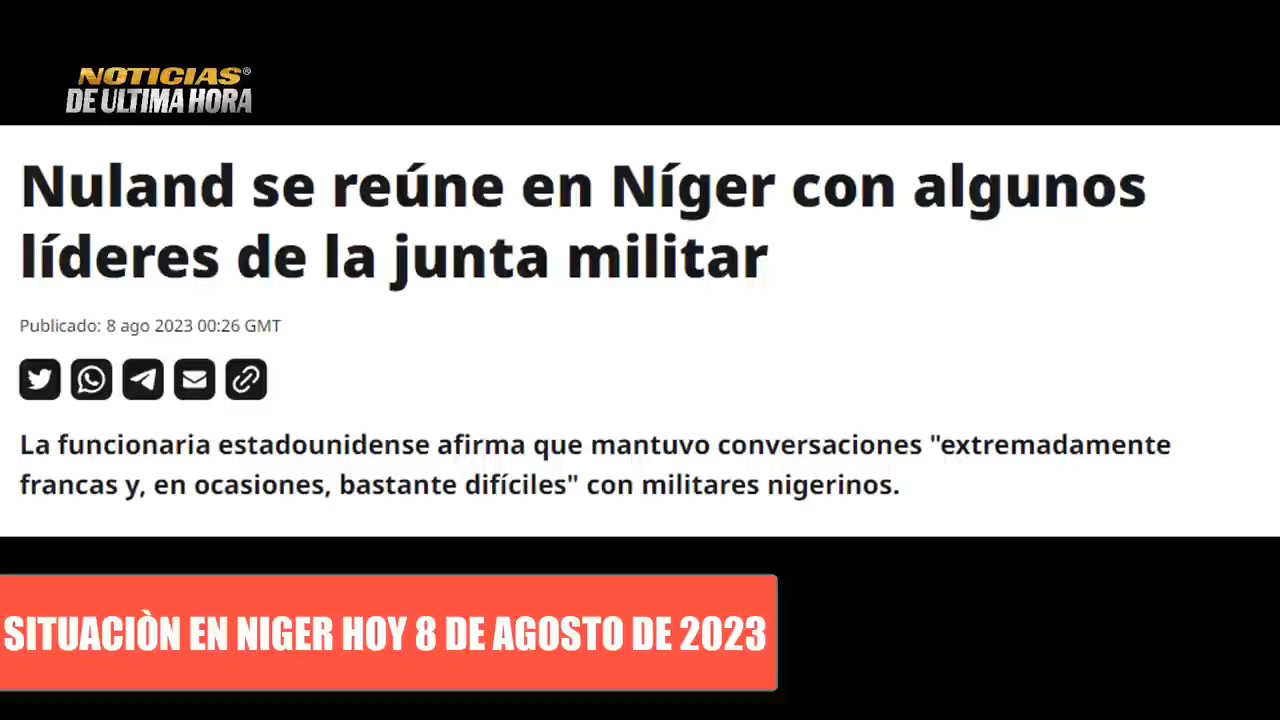 NOTICIAS®
DE ULTIMA HORA
Nuland se reúne en Níger con algunos
líderes de la junta militar
Publicado: 8 ago 2023 00:26 GMT
La funcionaria estadounidense afirma que mantuvo conversaciones "extremadamente
francas y, en ocasiones, bastante difíciles" con militares nigerinos.
SITUACIÒN EN NIGER HOY 8 DE AGOSTO DE 2023